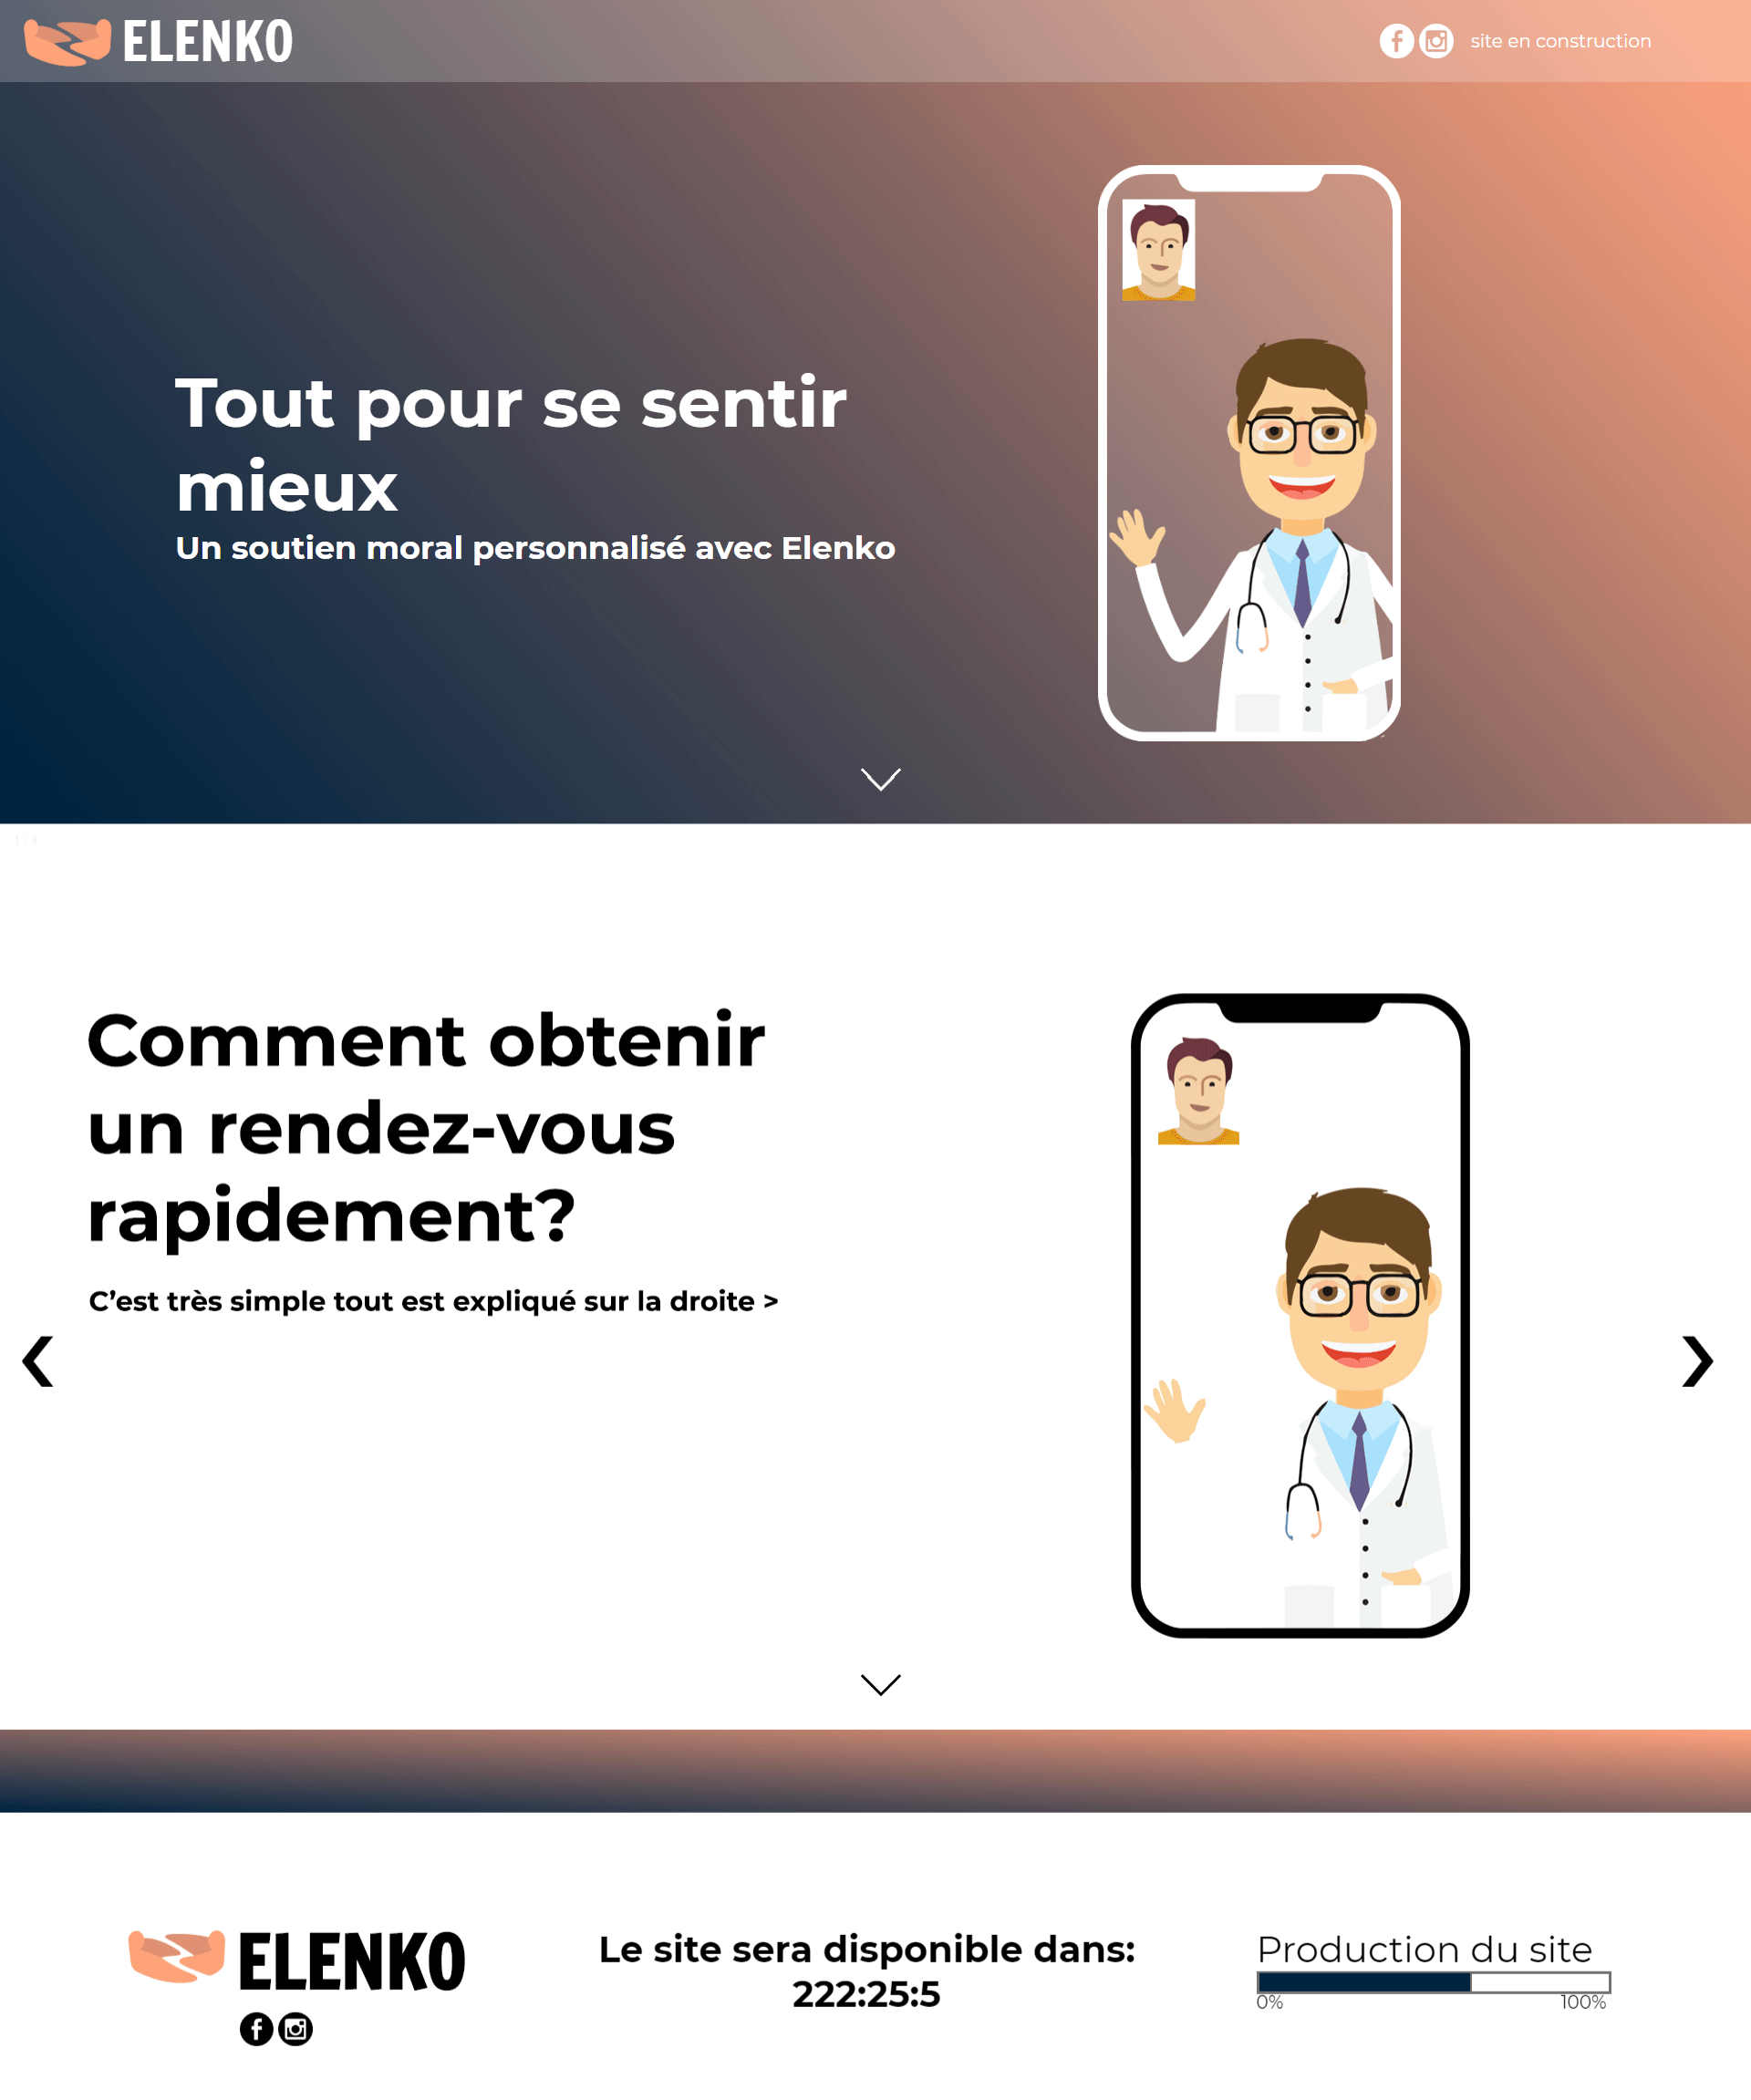 ELENKO
site en construction
Tout pour se sentir
mieux
Un soutien moral personnalisé avec Elenko
1 / 8
Comment obtenir
un rendez-vous
rapidement?
C’est très simple tout est expliqué sur la droite >
ELENKO
Le site sera disponible dans:
222:25:5
Production du site
0% 100%